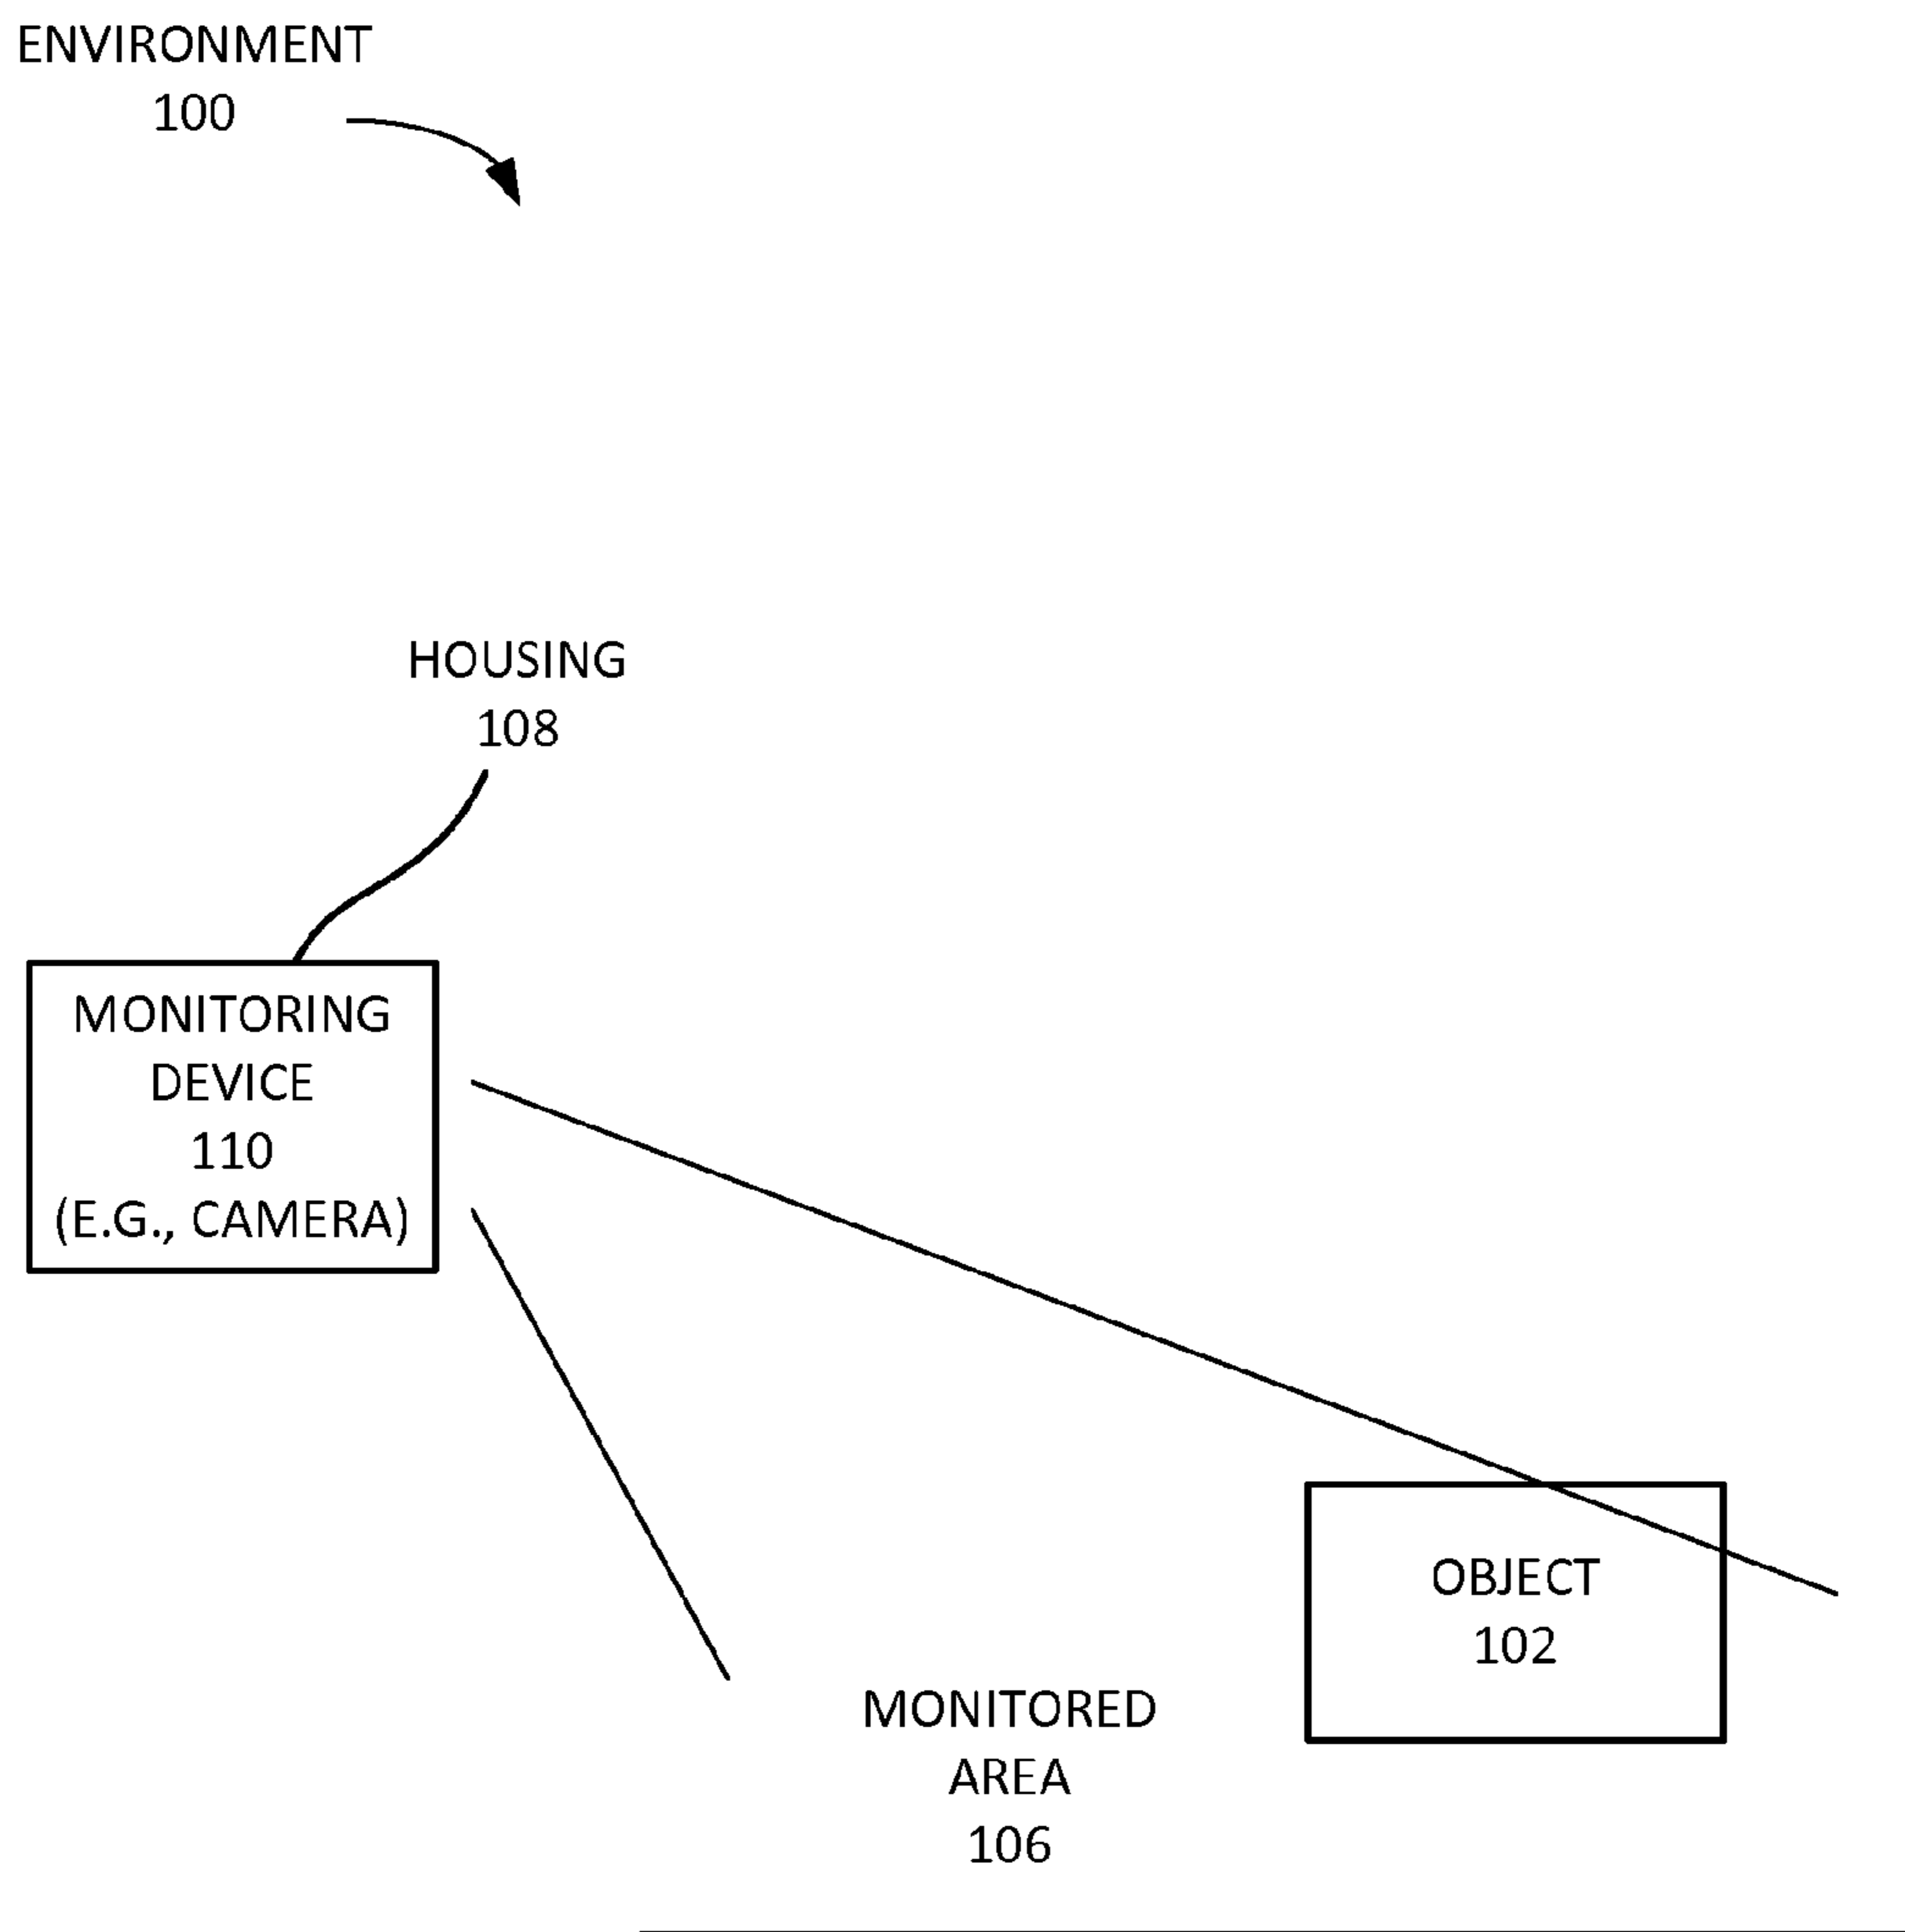 ENVIRONMENT
100
HOUSING
108
MONITORING
DEVICE
110
(E.G., CAMERA)
OBJECT
102
MONITORED
AREA
106